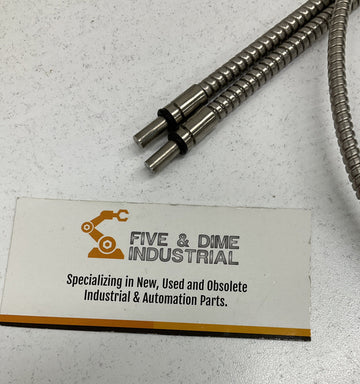 FIVE & DIME
INDUSTRIAL
Specializing in New, Used and Obsolete
Industrial & Automation Parts.